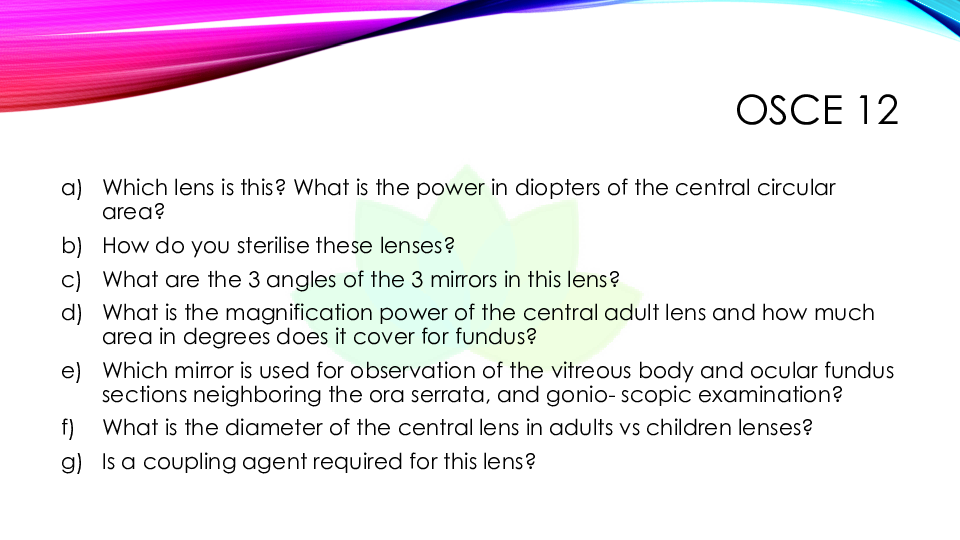 OSCE 12
a) Which lens is this? What is the power in diopters of the central circular
area?
b) How do you sterilise these lenses?
c) What are the 3 angles of the 3 mirrors in this lens?
d) What is the magnification power of the central adult lens and how much
area in degrees does it cover for fundus?
e) Which mirror is used for observation of the vitreous body and ocular fundus
sections neighboring the ora serrata, and gonio- scopic examination?
f) What is the diameter of the central lens in adults vs children lenses?
g) Is a coupling agent required for this lens?